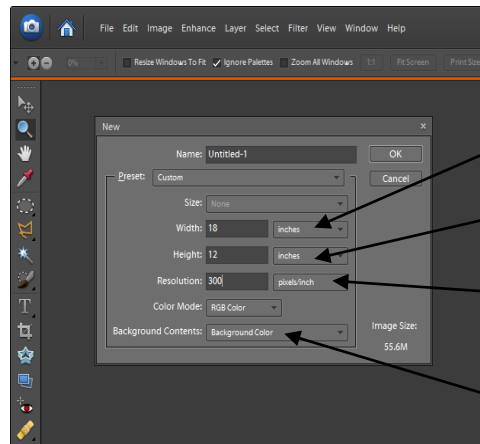 File Edit Image Enhance Layer Select Filter View Window Help
0% Resize Windows To Fit Ignore Palettes Zoom All Windows 1:1 Fit Screen Print Size
New x
Name: Untitled-1 OK
Preset: Custom Cancel
Size: None
Width: 18 inches
Height: 12 inches
Resolution: 300 pixels/inch
Color Mode: RGB Color
Image Size:
Background Contents: Background Color
55.6M
T